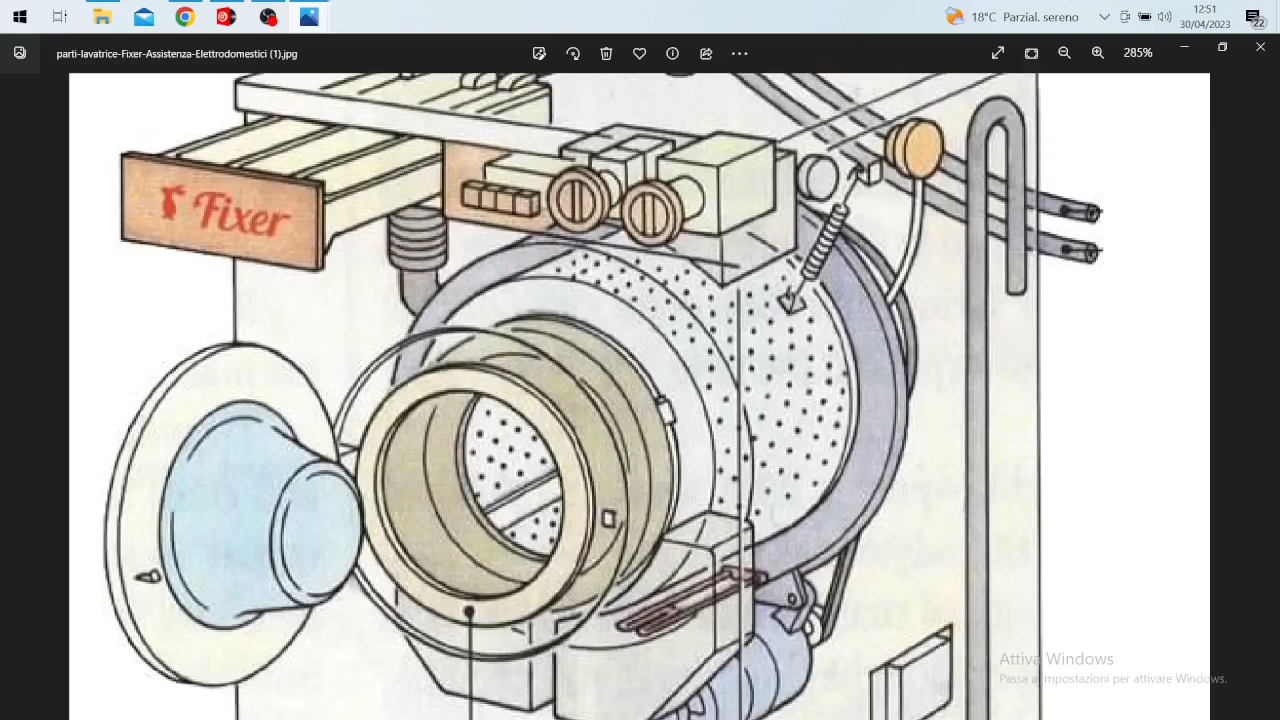 12:51
18°C Parzial. sereno
30/04/2023
22
parti-lavatrice-Fixer-Assistenza-Elettrodomestici (1).jpg
285%
Fixer
Attiva Windows
Passa a impostazioni per attivare Windows.